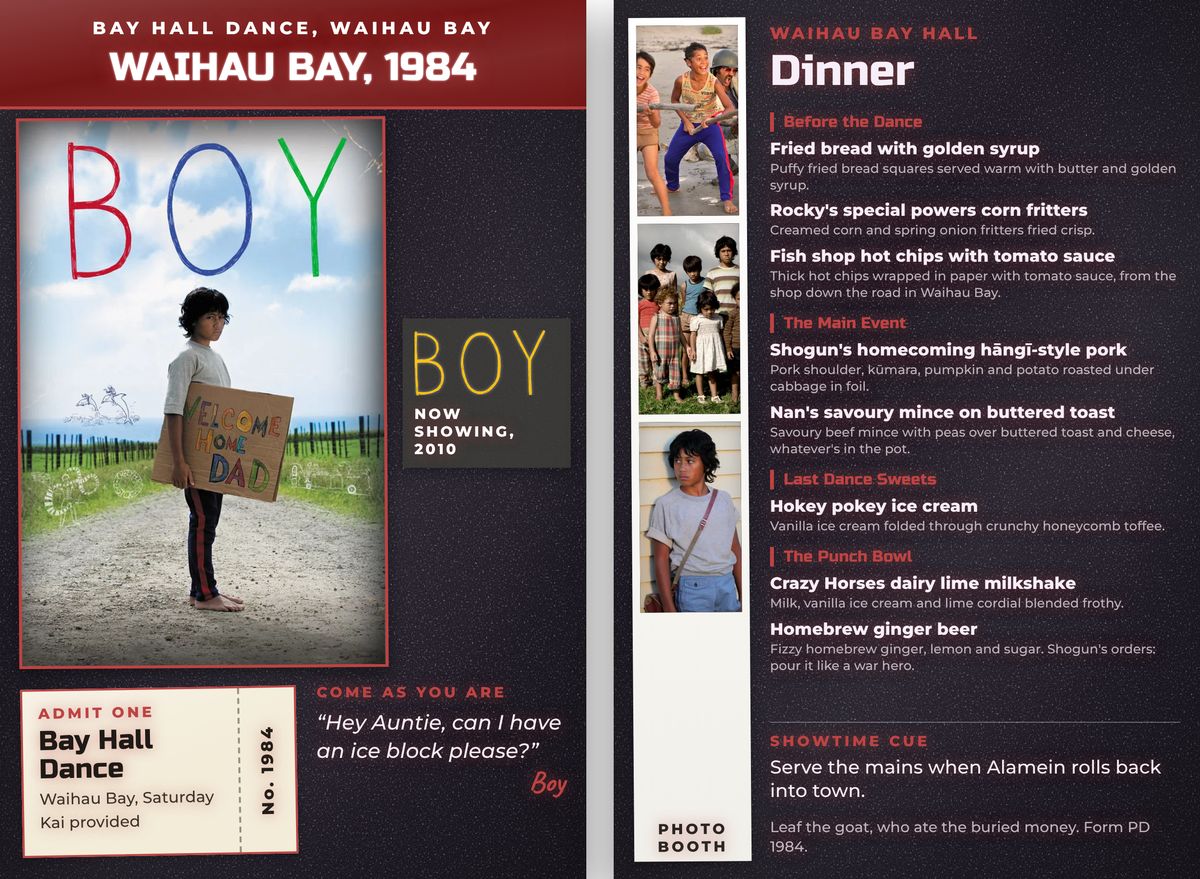 BAY HALL DANCE, WAIHAU BAY
WAIHAU BAY, 1984
BOY
WELCOME
HOME
DAD
BOY
NOW
SHOWING,
2010
ADMIT ONE
Bay Hall
Dance
Waihau Bay, Saturday
Kai provided
No. 1984
COME AS YOU ARE
“Hey Auntie, can I have
an ice block please?”
Boy
PHOTO
BOOTH
WAIHAU BAY HALL
Dinner
Before the Dance
Fried bread with golden syrup
Puffy fried bread squares served warm with butter and golden
syrup.
Rocky's special powers corn fritters
Creamed corn and spring onion fritters fried crisp.
Fish shop hot chips with tomato sauce
Thick hot chips wrapped in paper with tomato sauce, from the
shop down the road in Waihau Bay.
The Main Event
Shogun's homecoming hāngī-style pork
Pork shoulder, kūmara, pumpkin and potato roasted under
cabbage in foil.
Nan's savoury mince on buttered toast
Savoury beef mince with peas over buttered toast and cheese,
whatever's in the pot.
Last Dance Sweets
Hokey pokey ice cream
Vanilla ice cream folded through crunchy honeycomb toffee.
The Punch Bowl
Crazy Horses dairy lime milkshake
Milk, vanilla ice cream and lime cordial blended frothy.
Homebrew ginger beer
Fizzy homebrew ginger, lemon and sugar. Shogun's orders:
pour it like a war hero.
SHOWTIME CUE
Serve the mains when Alamein rolls back
into town.
Leaf the goat, who ate the buried money. Form PD
1984.